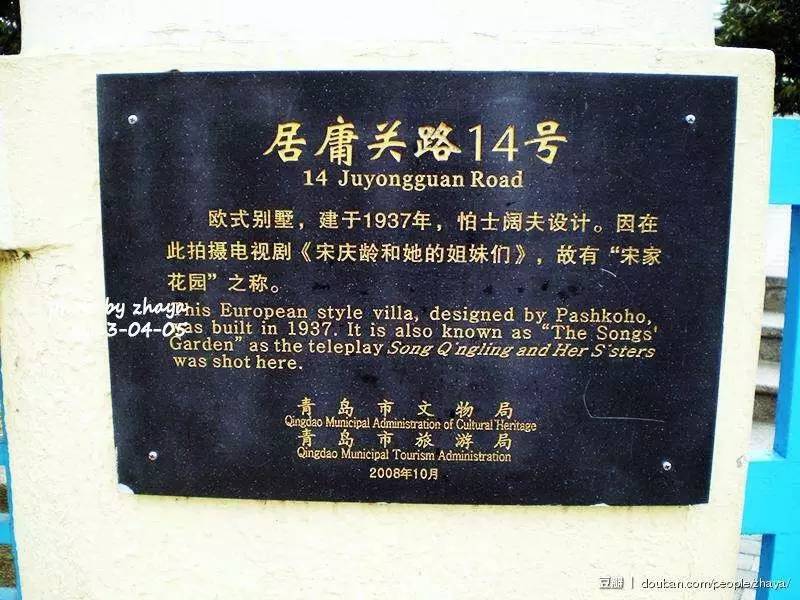 居庸关路14号
14 Juyongguan Road
欧式别墅，建于1937年，怕士阔夫设计。因在
此拍摄电视剧《宋庆龄和她的姐妹们》，故有“宋家
花园”之称。
by zhaya
3-04-05
his European style villa, designed by Pashkoho,
was built in 1937. It is also known as “The Songs'
Garden” as the teleplay Song Q ngling and Her S sters
was shot here.
青岛市文物局
Qingdao Municipal Administration of Cultural Heritage
青岛市旅游局
Qingdao Municipal Tourism Administration
2008年10月
豆瓣 | douban.com/people/zhaya/